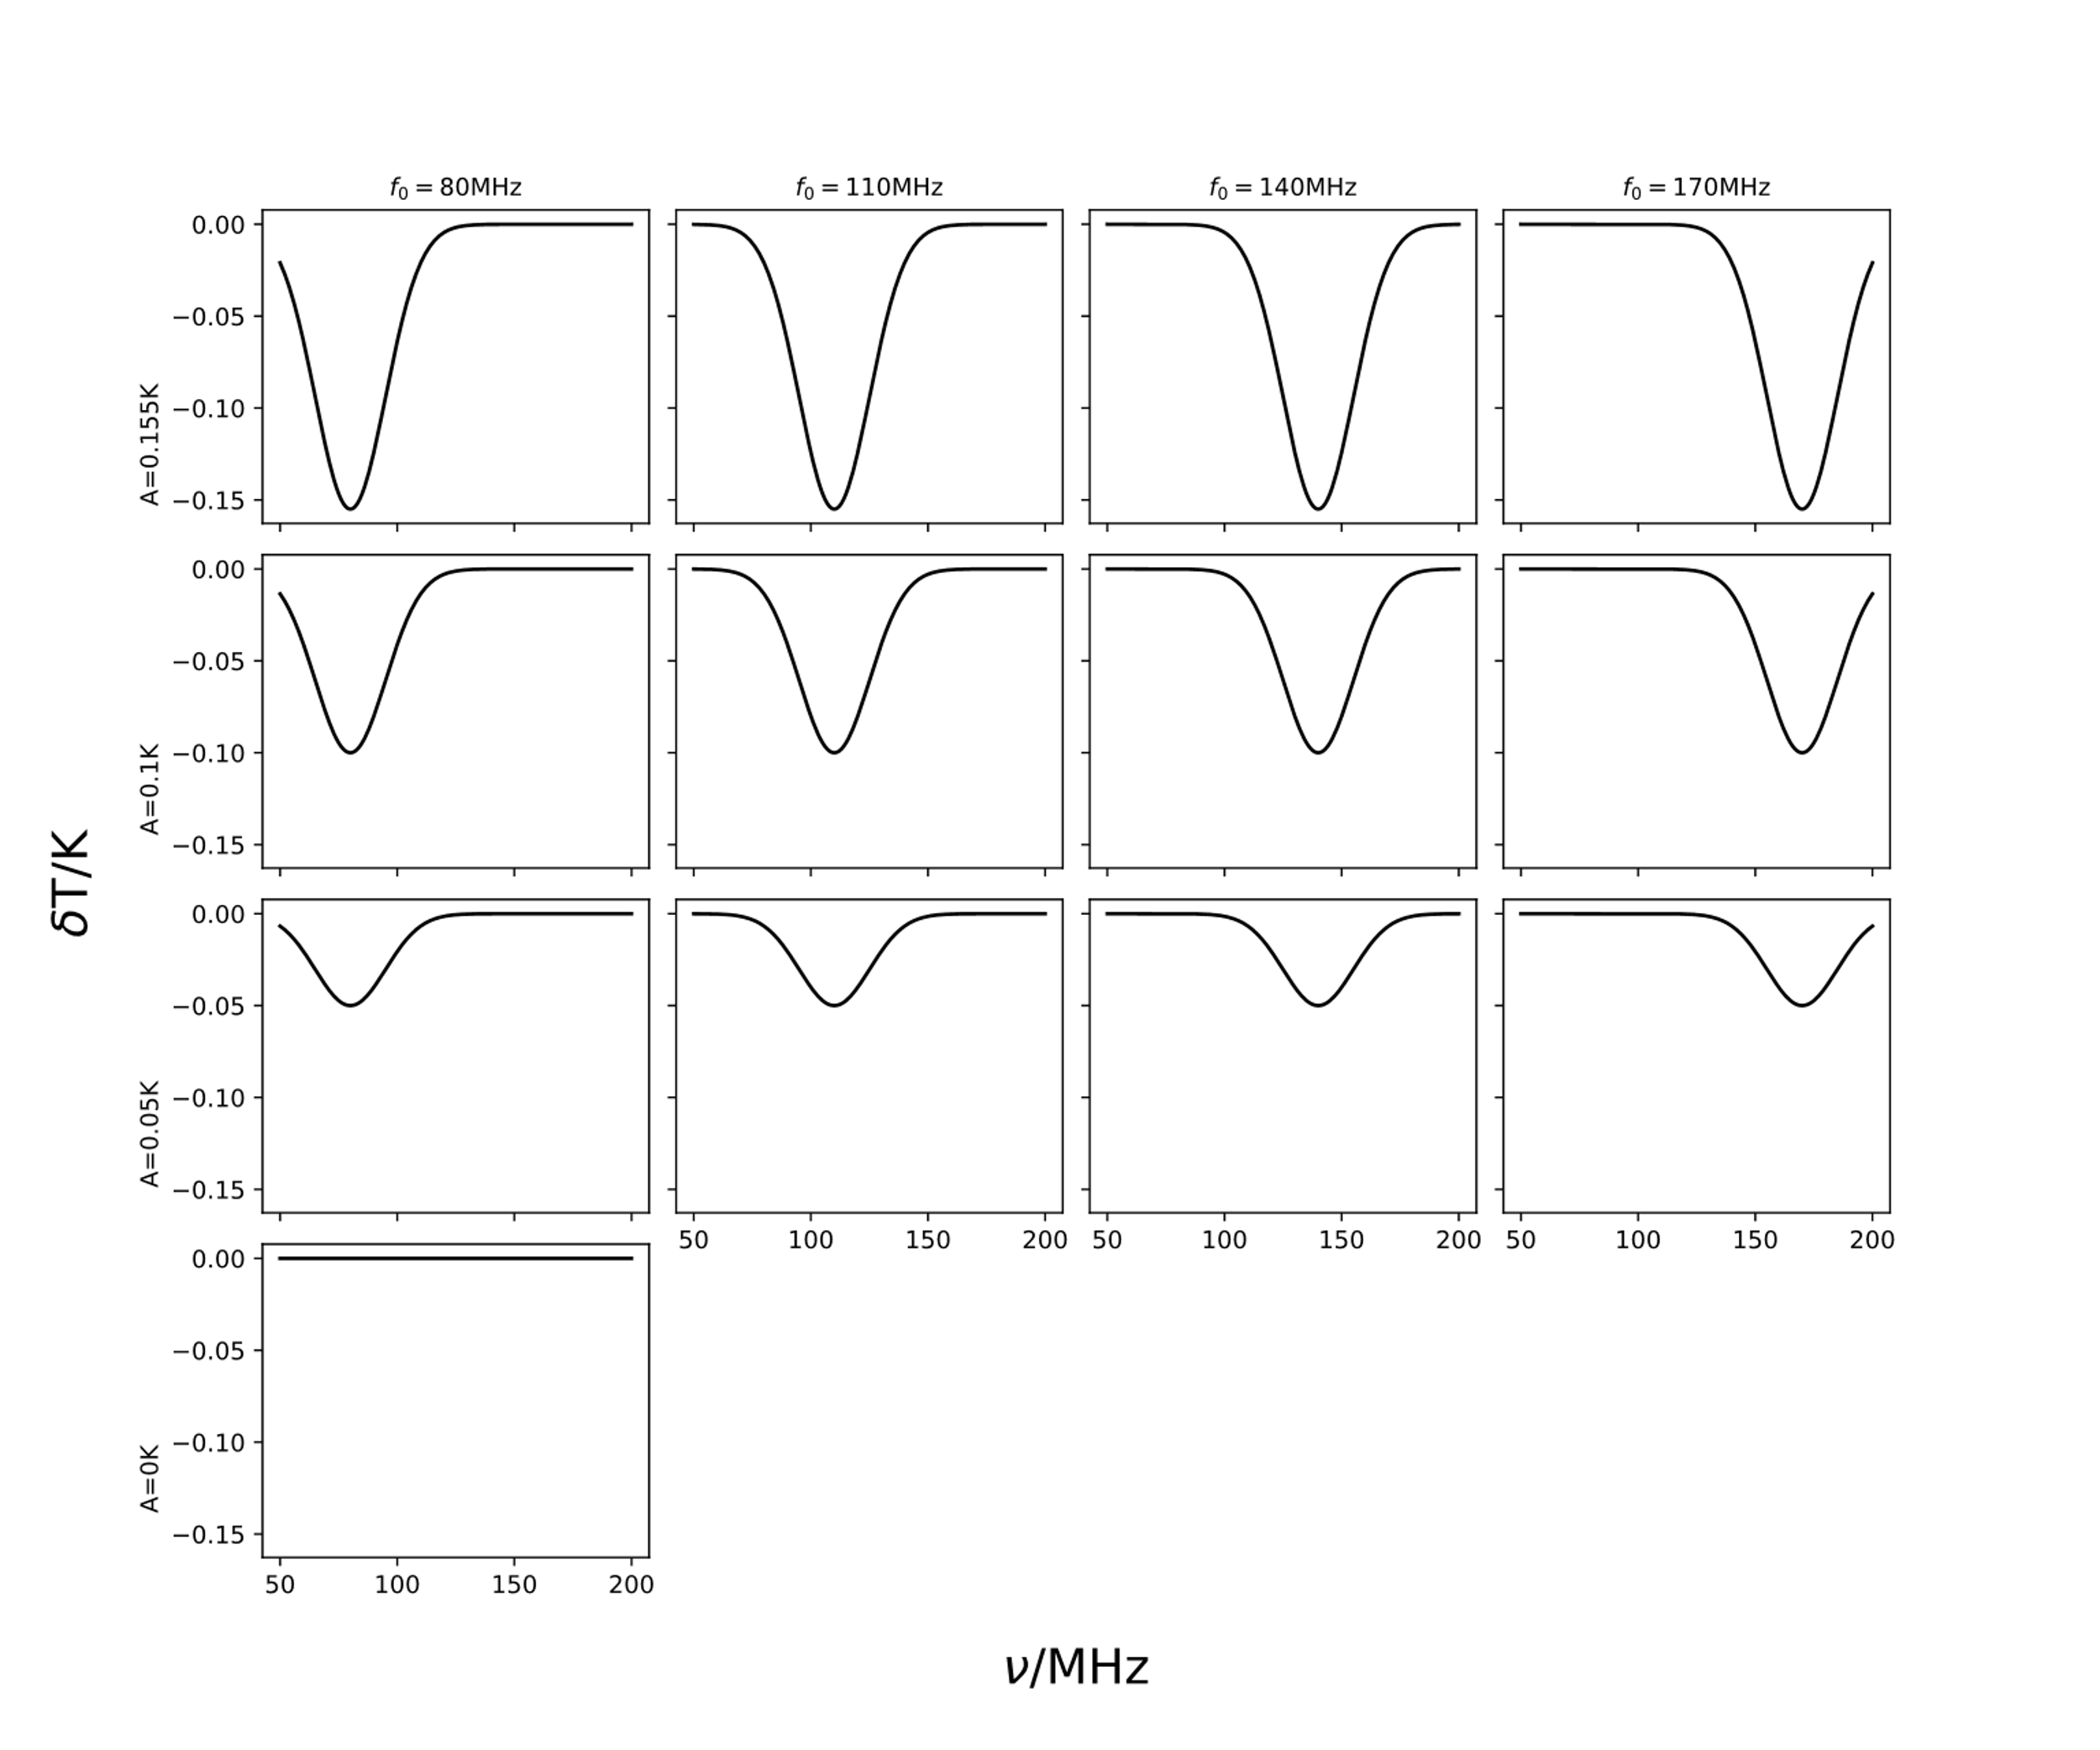 f₀ = 80MHz
f₀ = 110MHz
f₀ = 140MHz
f₀ = 170MHz
A=0.155K
0.00
−0.05
−0.10
−0.15
A=0.1K
0.00
−0.05
−0.10
−0.15
δT/K
A=0.05K
0.00
−0.05
−0.10
−0.15
50 100 150 200
50 100 150 200
50 100 150 200
A=0K
0.00
−0.05
−0.10
−0.15
50 100 150 200
ν/MHz